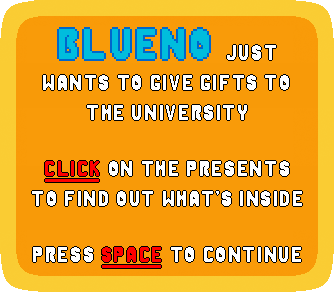 BLUENO JUST
WANTS TO GIVE GIFTS TO
THE UNIVERSITY
CLICK ON THE PRESENTS
TO FIND OUT WHAT'S INSIDE
PRESS SPACE TO CONTINUE